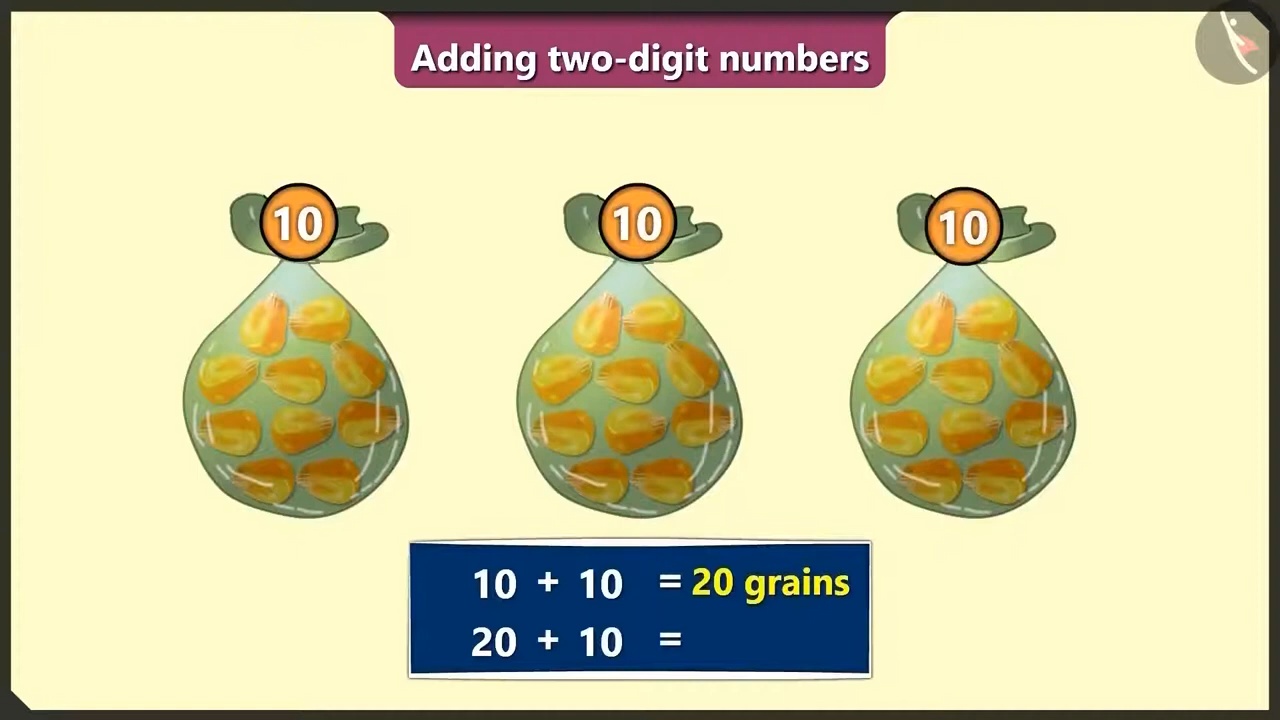 Adding two-digit numbers
10 10 10
10 + 10 = 20 grains
20 + 10 =